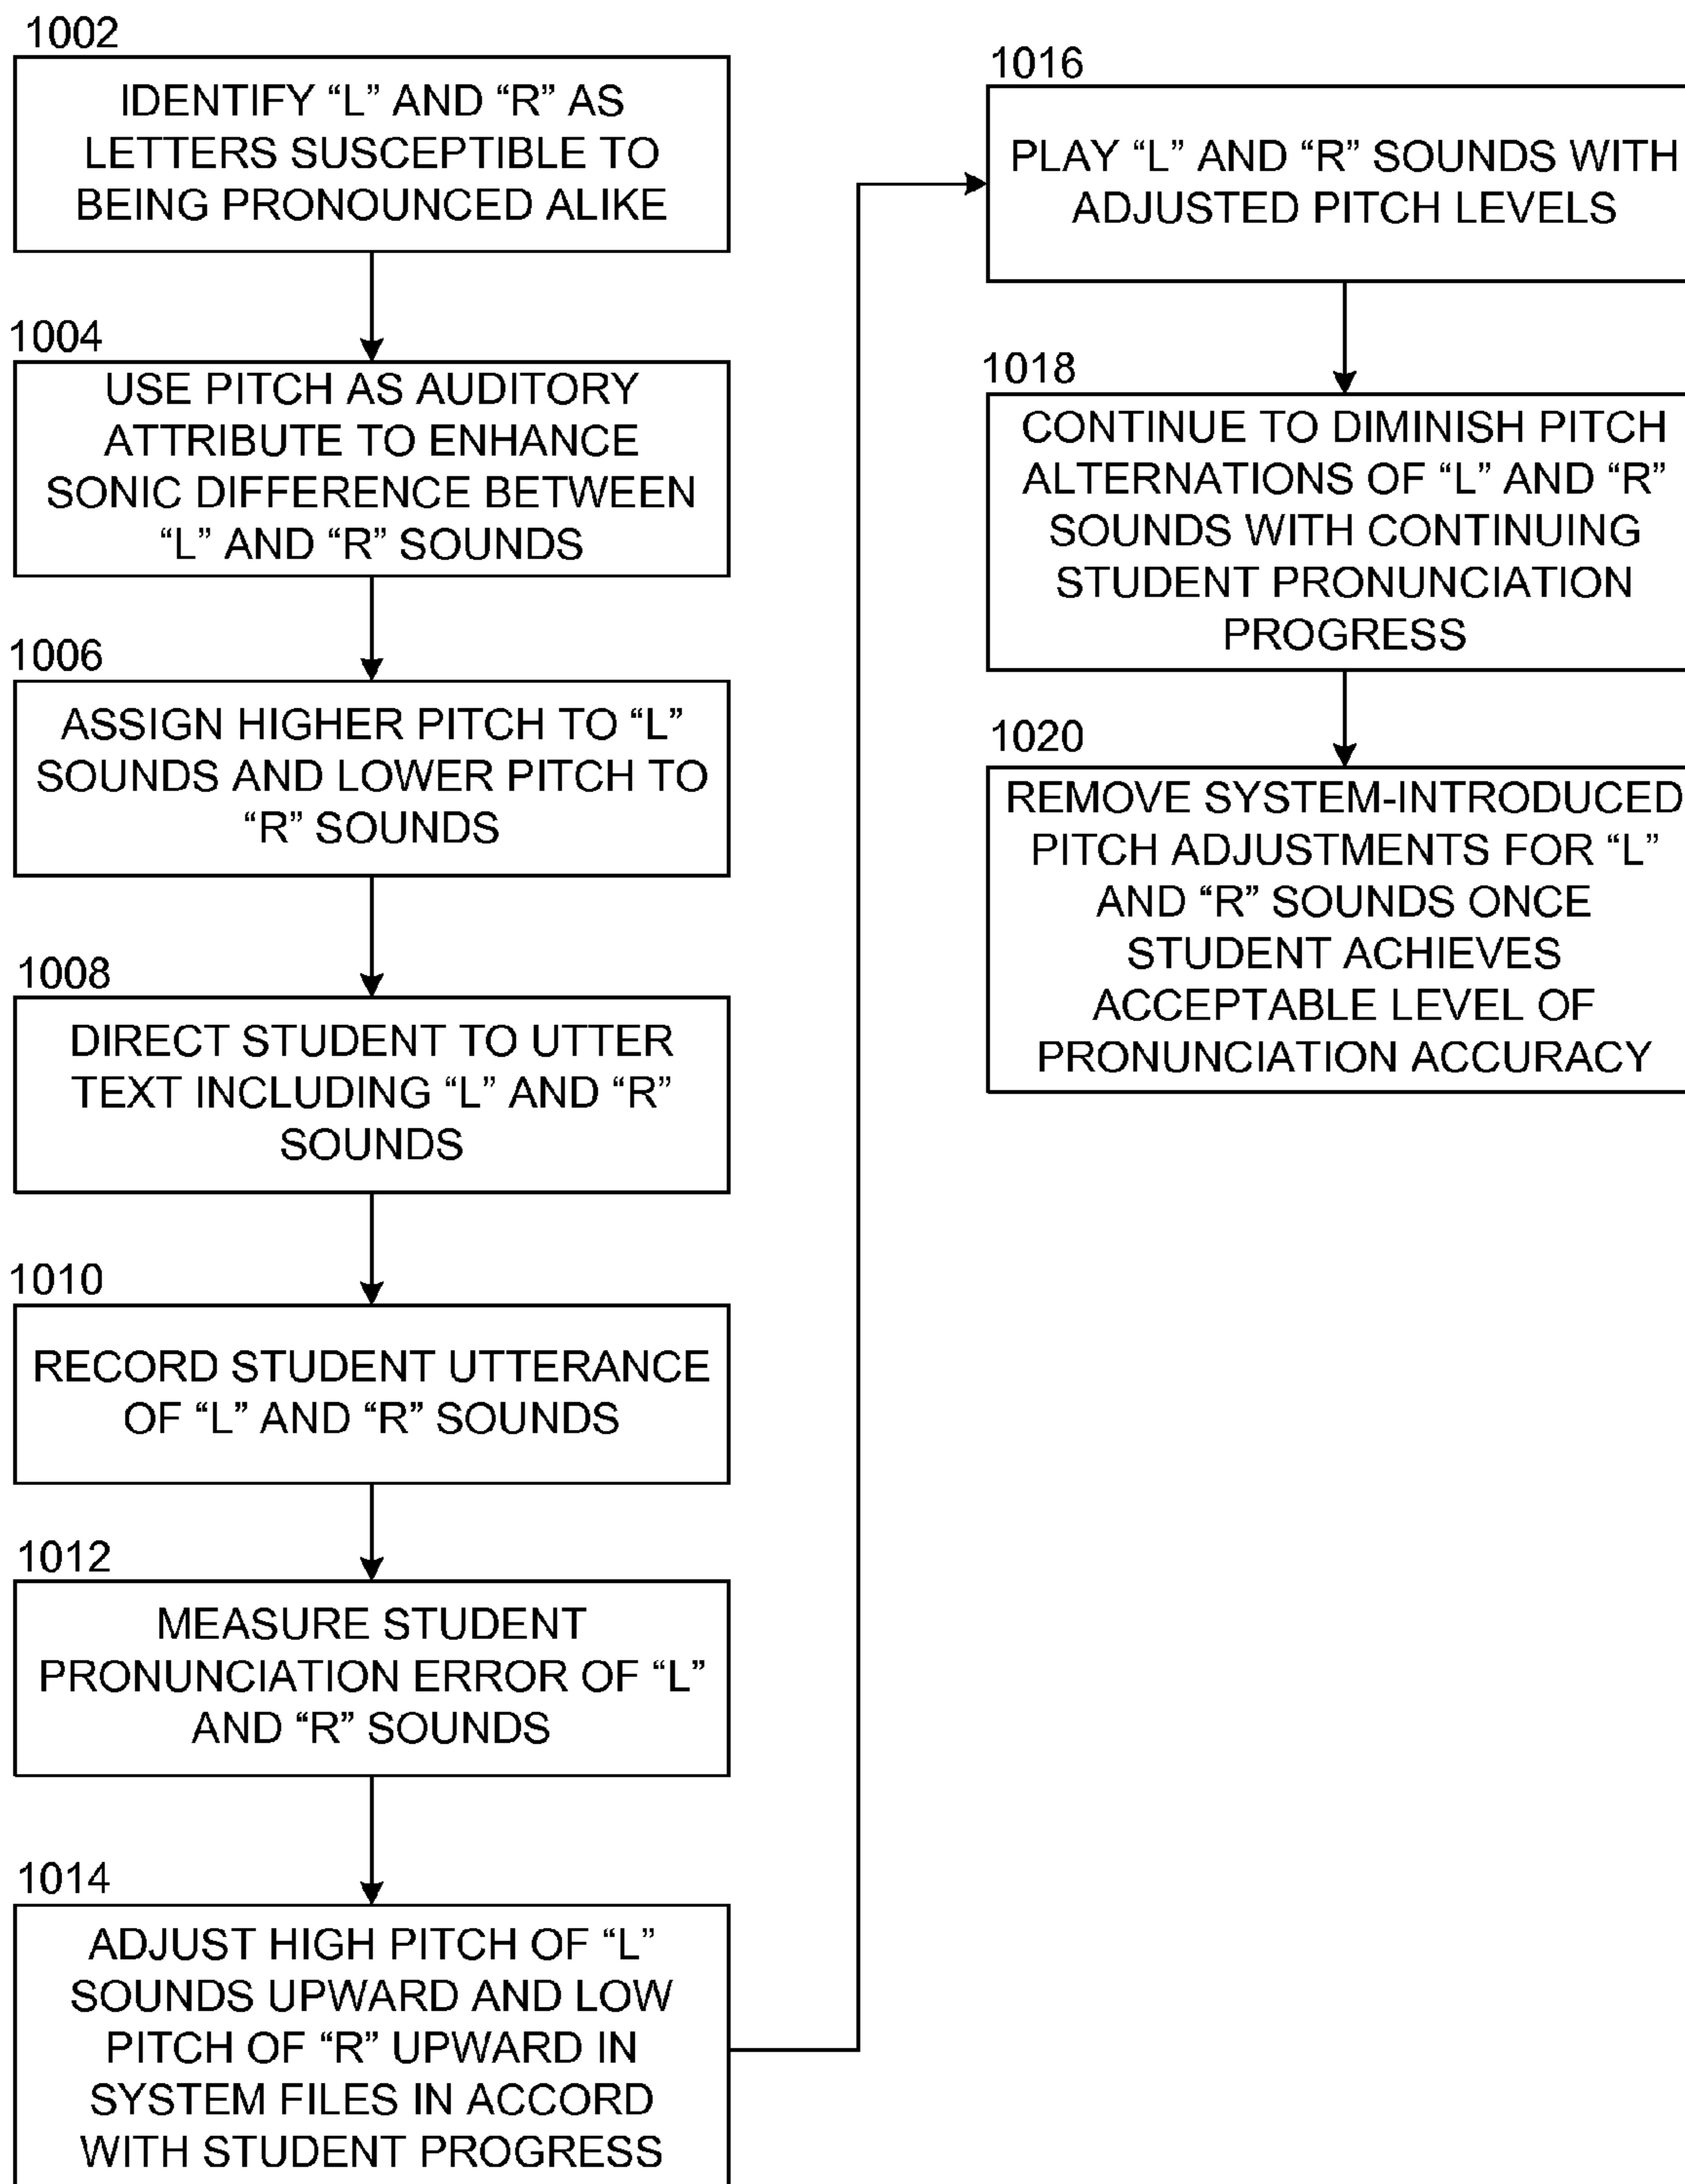 1002
IDENTIFY “L” AND “R” AS
LETTERS SUSCEPTIBLE TO
BEING PRONOUNCED ALIKE
1004
USE PITCH AS AUDITORY
ATTRIBUTE TO ENHANCE
SONIC DIFFERENCE BETWEEN
“L” AND “R” SOUNDS
1006
ASSIGN HIGHER PITCH TO “L”
SOUNDS AND LOWER PITCH TO
“R” SOUNDS
1008
DIRECT STUDENT TO UTTER
TEXT INCLUDING “L” AND “R”
SOUNDS
1010
RECORD STUDENT UTTERANCE
OF “L” AND “R” SOUNDS
1012
MEASURE STUDENT
PRONUNCIATION ERROR OF “L”
AND “R” SOUNDS
1014
ADJUST HIGH PITCH OF “L”
SOUNDS UPWARD AND LOW
PITCH OF “R” UPWARD IN
SYSTEM FILES IN ACCORD
WITH STUDENT PROGRESS
1016
PLAY “L” AND “R” SOUNDS WITH
ADJUSTED PITCH LEVELS
1018
CONTINUE TO DIMINISH PITCH
ALTERNATIONS OF “L” AND “R”
SOUNDS WITH CONTINUING
STUDENT PRONUNCIATION
PROGRESS
1020
REMOVE SYSTEM-INTRODUCED
PITCH ADJUSTMENTS FOR “L”
AND “R” SOUNDS ONCE
STUDENT ACHIEVES
ACCEPTABLE LEVEL OF
PRONUNCIATION ACCURACY